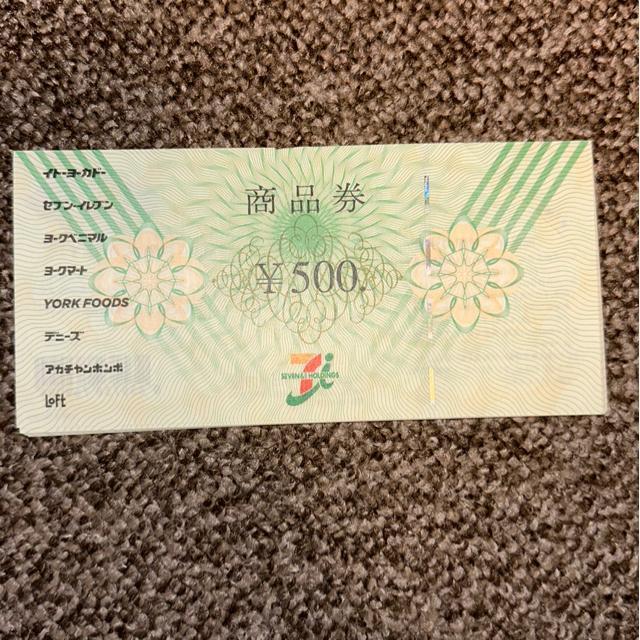 イトーヨーカドー
セブン-イレブン
ヨークベニマル
ヨークマート
YORK FOODS
デニーズ
アカチャンホンポ
Loft
商品券
￥500.
SEVEN&I HOLDINGS